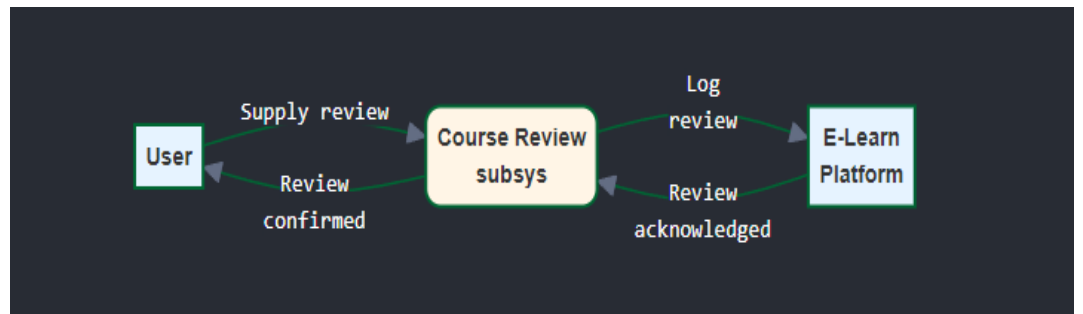 Supply review
User
Review
confirmed
Course Review
subsys
Log
review
E-Learn
Platform
Review
acknowledged